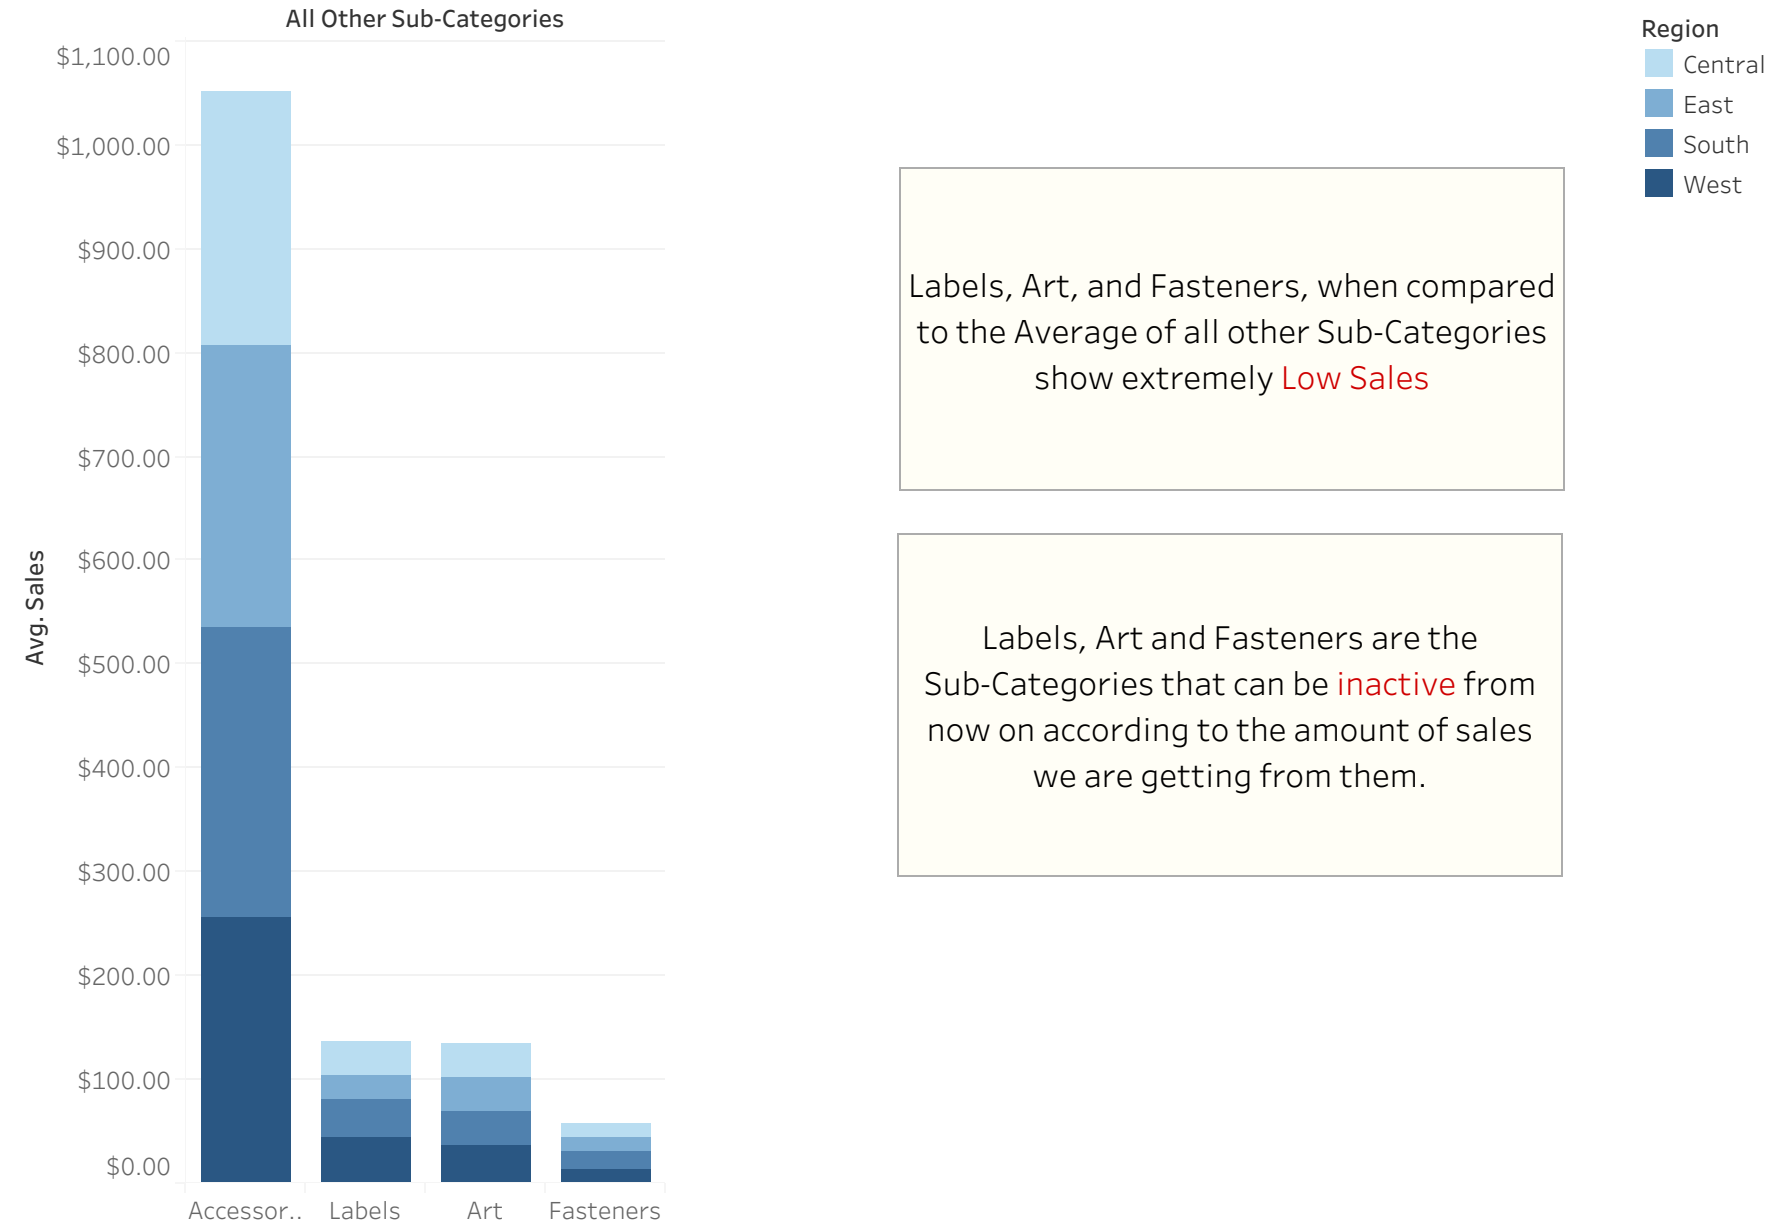 All Other Sub-Categories
$1,100.00
$1,000.00
$900.00
$800.00
$700.00
$600.00
$500.00
$400.00
$300.00
$200.00
$100.00
$0.00
Avg. Sales
Accessor..
Labels
Art
Fasteners
Labels, Art, and Fasteners, when compared
to the Average of all other Sub-Categories
show extremely Low Sales
Labels, Art and Fasteners are the
Sub-Categories that can be inactive from
now on according to the amount of sales
we are getting from them.
Region
Central
East
South
West